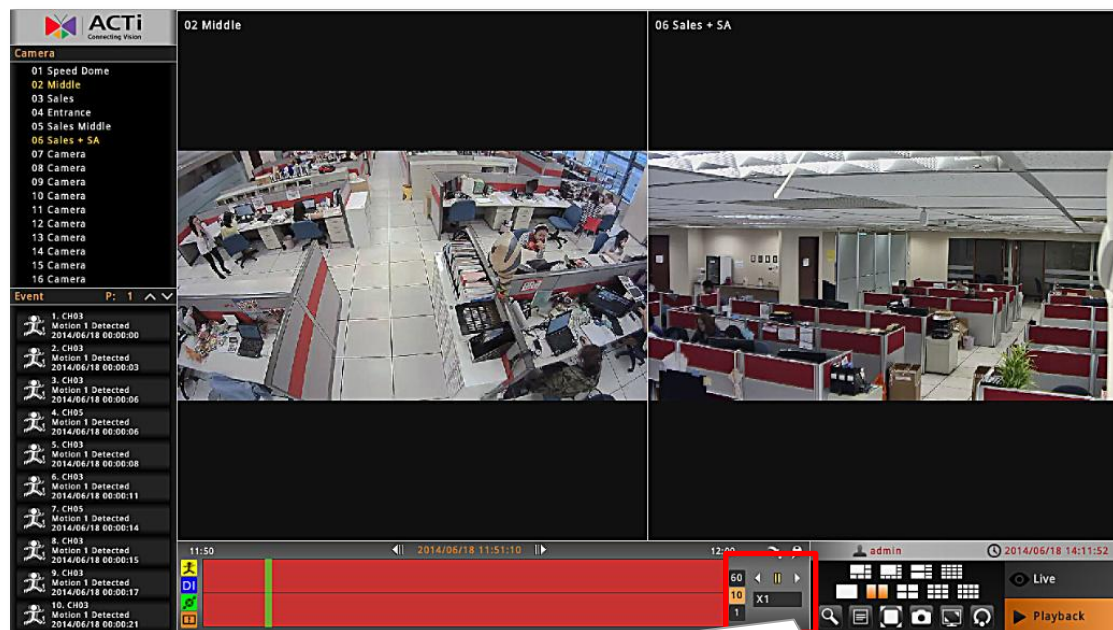 ACTi
Connecting Vision
Camera
01 Speed Dome
02 Middle
03 Sales
04 Entrance
05 Sales Middle
06 Sales + SA
07 Camera
08 Camera
09 Camera
10 Camera
11 Camera
12 Camera
13 Camera
14 Camera
15 Camera
16 Camera
Event P: 1
1. CH03
Motion 1 Detected
2014/06/18 00:00:00
2. CH03
Motion 1 Detected
2014/06/18 00:00:03
3. CH03
Motion 1 Detected
2014/06/18 00:00:06
4. CH05
Motion 1 Detected
2014/06/18 00:00:06
5. CH03
Motion 1 Detected
2014/06/18 00:00:08
6. CH03
Motion 1 Detected
2014/06/18 00:00:11
7. CH05
Motion 1 Detected
2014/06/18 00:00:14
8. CH03
Motion 1 Detected
2014/06/18 00:00:15
9. CH03
Motion 1 Detected
2014/06/18 00:00:17
10. CH03
Motion 1 Detected
2014/06/18 00:00:21
02 Middle
06 Sales + SA
11:50 2014/06/18 11:51:10 12:00
DI
60
10
1
X1
admin 2014/06/18 14:11:52
Live
Playback